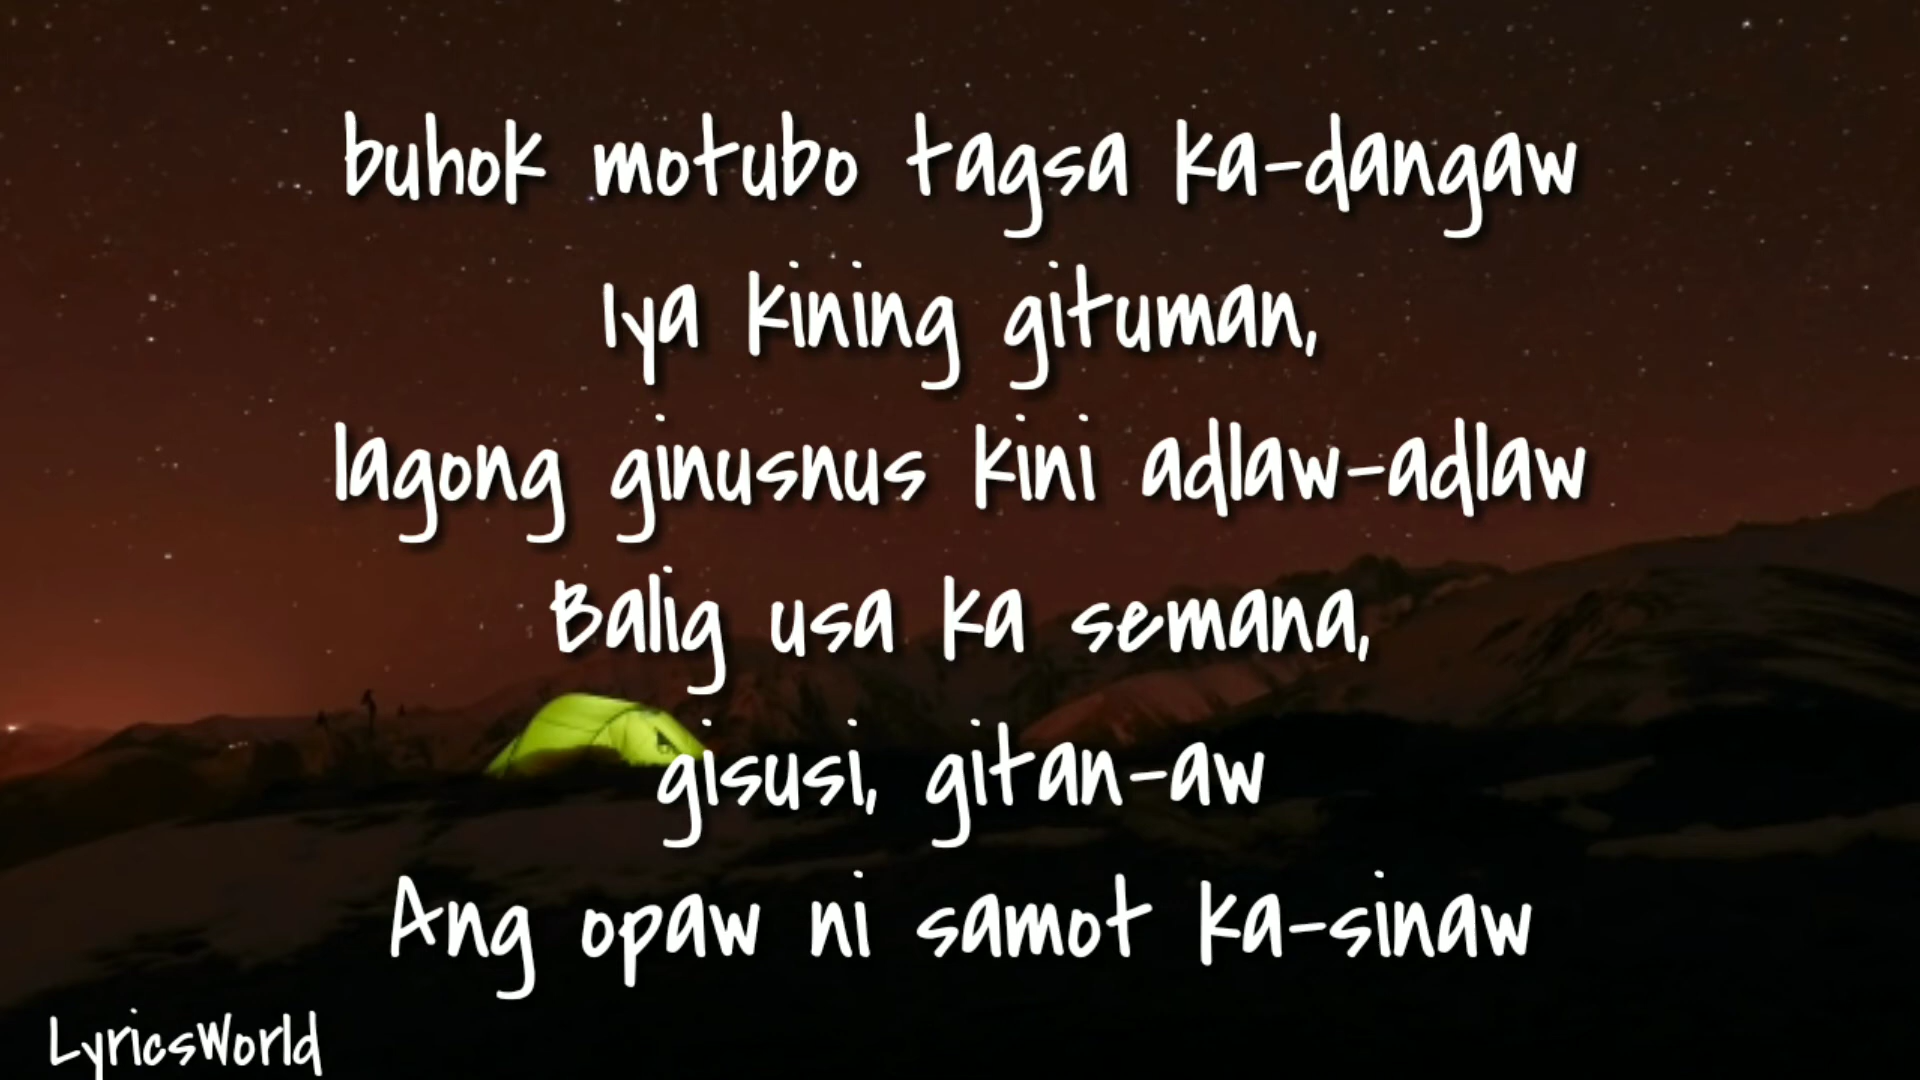 buhok motubo tagsa ka-dangaw
Iya kining gituman,
lagong ginusnus kini adlaw-adlaw
Balig usa ka semana,
gisusi, gitan-aw
Ang opaw ni samot ka-sinaw
LyricsWorld